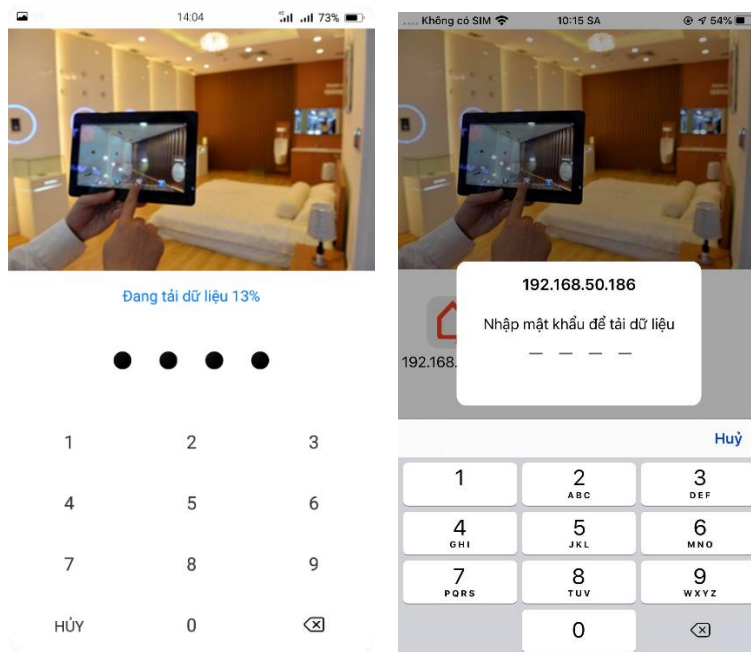 14:04
73%
Đang tải dữ liệu 13%
1 2 3
4 5 6
7 8 9
HỦY 0
Không có SIM 10:15 SA 54%
192.168.50.186
Nhập mật khẩu để tải dữ liệu
192.168.
Huỷ
1 2 3
ABC DEF
4 5 6
GHI JKL MNO
7 8 9
PQRS TUV WXYZ
0